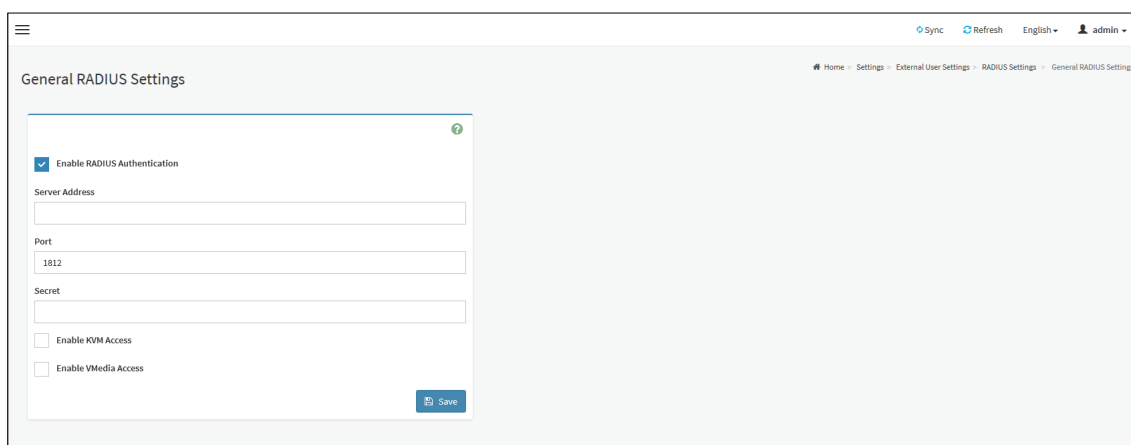 Sync Refresh English admin
General RADIUS Settings
Home > Settings > External User Settings > RADIUS Settings > General RADIUS Setting
Enable RADIUS Authentication
Server Address
Port
1812
Secret
Enable KVM Access
Enable VMedia Access
Save